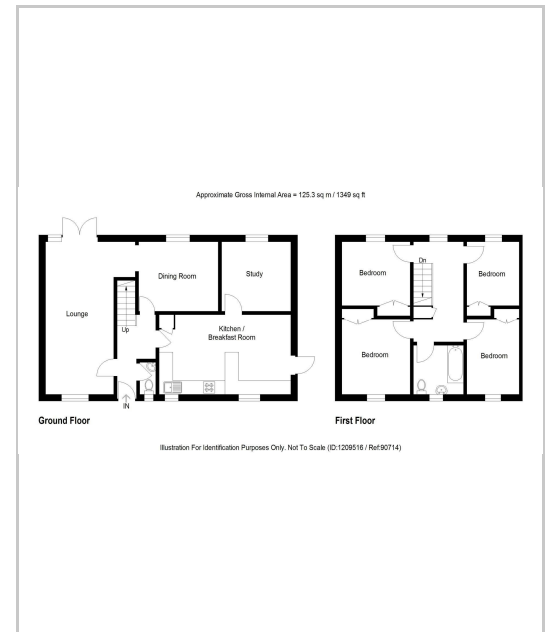 Approximate Gross Internal Area = 125.3 sq m / 1349 sq ft
Lounge
Dining Room
Study
Up
Kitchen /
Breakfast Room
IN
Ground Floor
Bedroom
Dn
Bedroom
Bedroom
Bedroom
First Floor
Illustration For Identification Purposes Only. Not To Scale (ID:1209516 / Ref:90714)